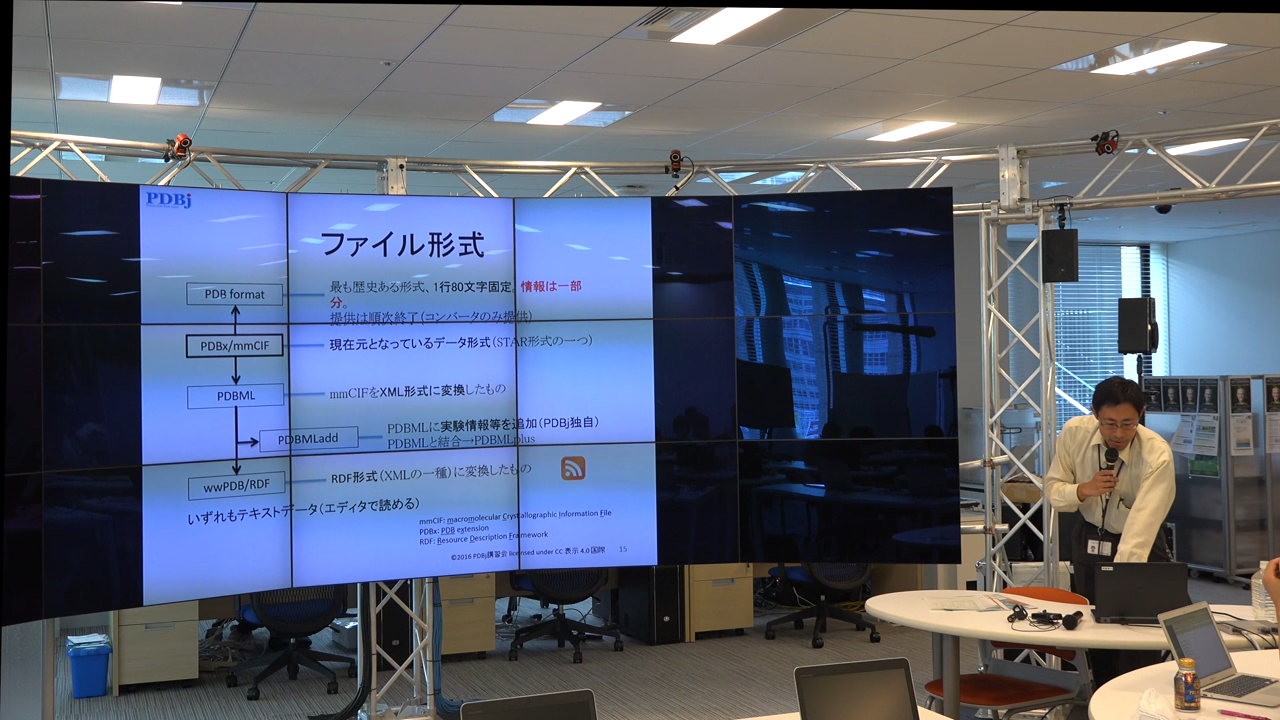 PDBj
ファイル形式
PDB format
最も歴史ある形式、1行80文字固定。情報は一部
分。
提供は順次終了(コンバータのみ提供)
PDBx/mmCIF
現在元となっているデータ形式(STAR形式の一つ)
PDBML
mmCIFをXML形式に変換したもの
PDBMLadd
PDBMLに実験情報等を追加(PDBj独自)
PDBMLと結合→PDBMLplus
wwPDB/RDF
RDF形式(XMLの一種)に変換したもの
いずれもテキストデータ(エディタで読める)
mmCIF: macromolecular Crystallographic Information File
PDBx: PDB extension
RDF: Resource Description Framework
©2016 PDBj講習会 licensed under CC 表示 4.0 国際
15